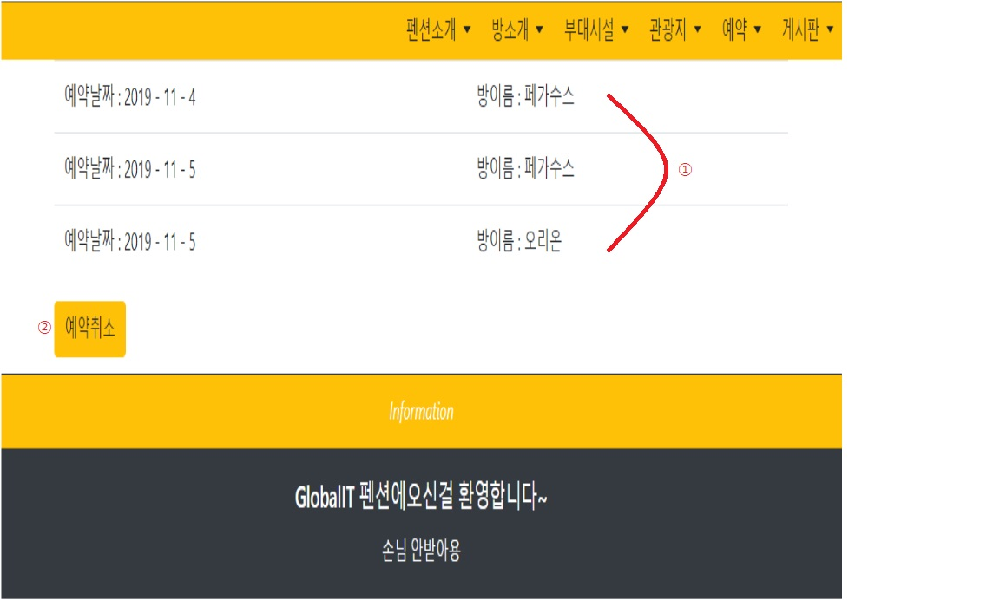 펜션소개 ▼ 방소개 ▼ 부대시설 ▼ 관광지 ▼ 예약 ▼ 게시판 ▼
예약날짜 : 2019 - 11 - 4 방이름 : 페가수스
예약날짜 : 2019 - 11 - 5 방이름 : 페가수스 ①
예약날짜 : 2019 - 11 - 5 방이름 : 오리온
② 예약취소
Information
GlobalIT 펜션에오신걸 환영합니다~
손님 안받아용